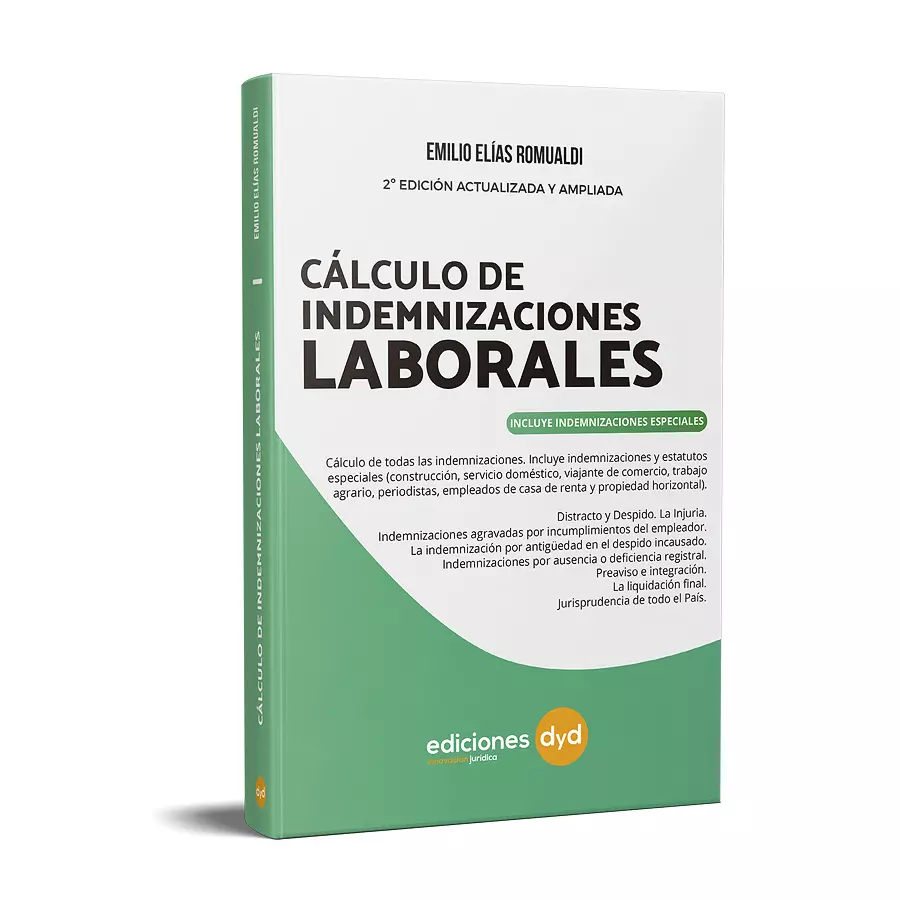 EMILIO ELÍAS ROMUALDI
2º EDICIÓN ACTUALIZADA Y AMPLIADA
CÁLCULO DE
INDEMNIZACIONES
LABORALES
INCLUYE INDEMNIZACIONES ESPECIALES
Cálculo de todas las indemnizaciones. Incluye indemnizaciones y estatutos
especiales (construcción, servicio doméstico, viajante de comercio, trabajo
agrario, periodistas, empleados de casa de renta y propiedad horizontal).
Distracto y Despido. La Injuria.
Indemnizaciones agravadas por incumplimientos del empleador.
La indemnización por antigüedad en el despido incausado.
Indemnizaciones por ausencia o deficiencia registral.
Preaviso e integración.
La liquidación final.
Jurisprudencia de todo el País.
ediciones dyd
innovación jurídica
EMILIO ELÍAS ROMUALDI
I
CÁLCULO DE INDEMNIZACIONES LABORALES
dyd